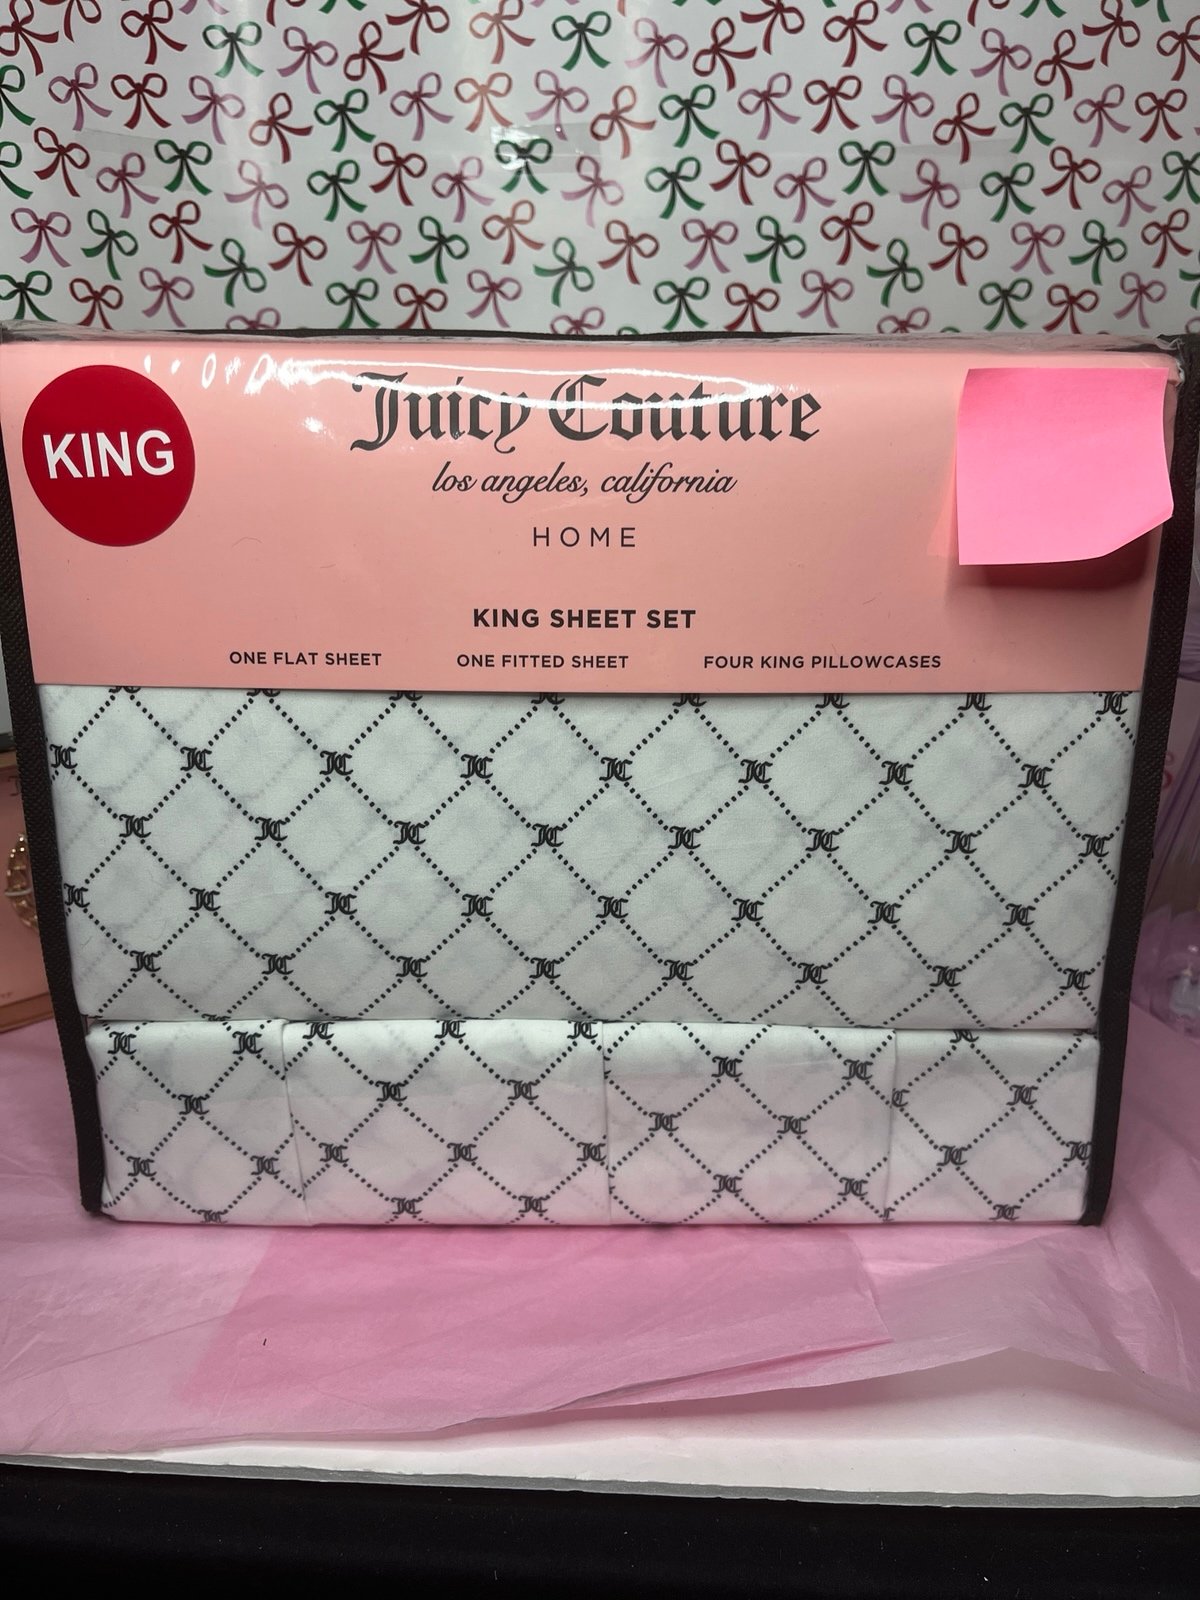 KING
Juicy Couture
los angeles, california
HOME
KING SHEET SET
ONE FLAT SHEET ONE FITTED SHEET FOUR KING PILLOWCASES